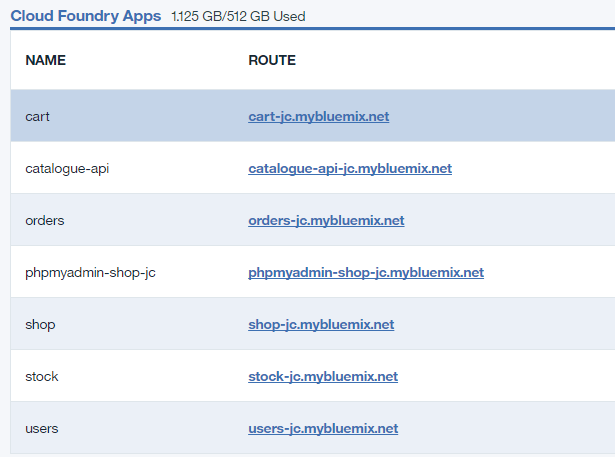 Cloud Foundry Apps 1.125 GB/512 GB Used
NAME ROUTE
cart cart-jc.mybluemix.net
catalogue-api catalogue-api-jc.mybluemix.net
orders orders-jc.mybluemix.net
phpmyadmin-shop-jc phpmyadmin-shop-jc.mybluemix.net
shop shop-jc.mybluemix.net
stock stock-jc.mybluemix.net
users users-jc.mybluemix.net